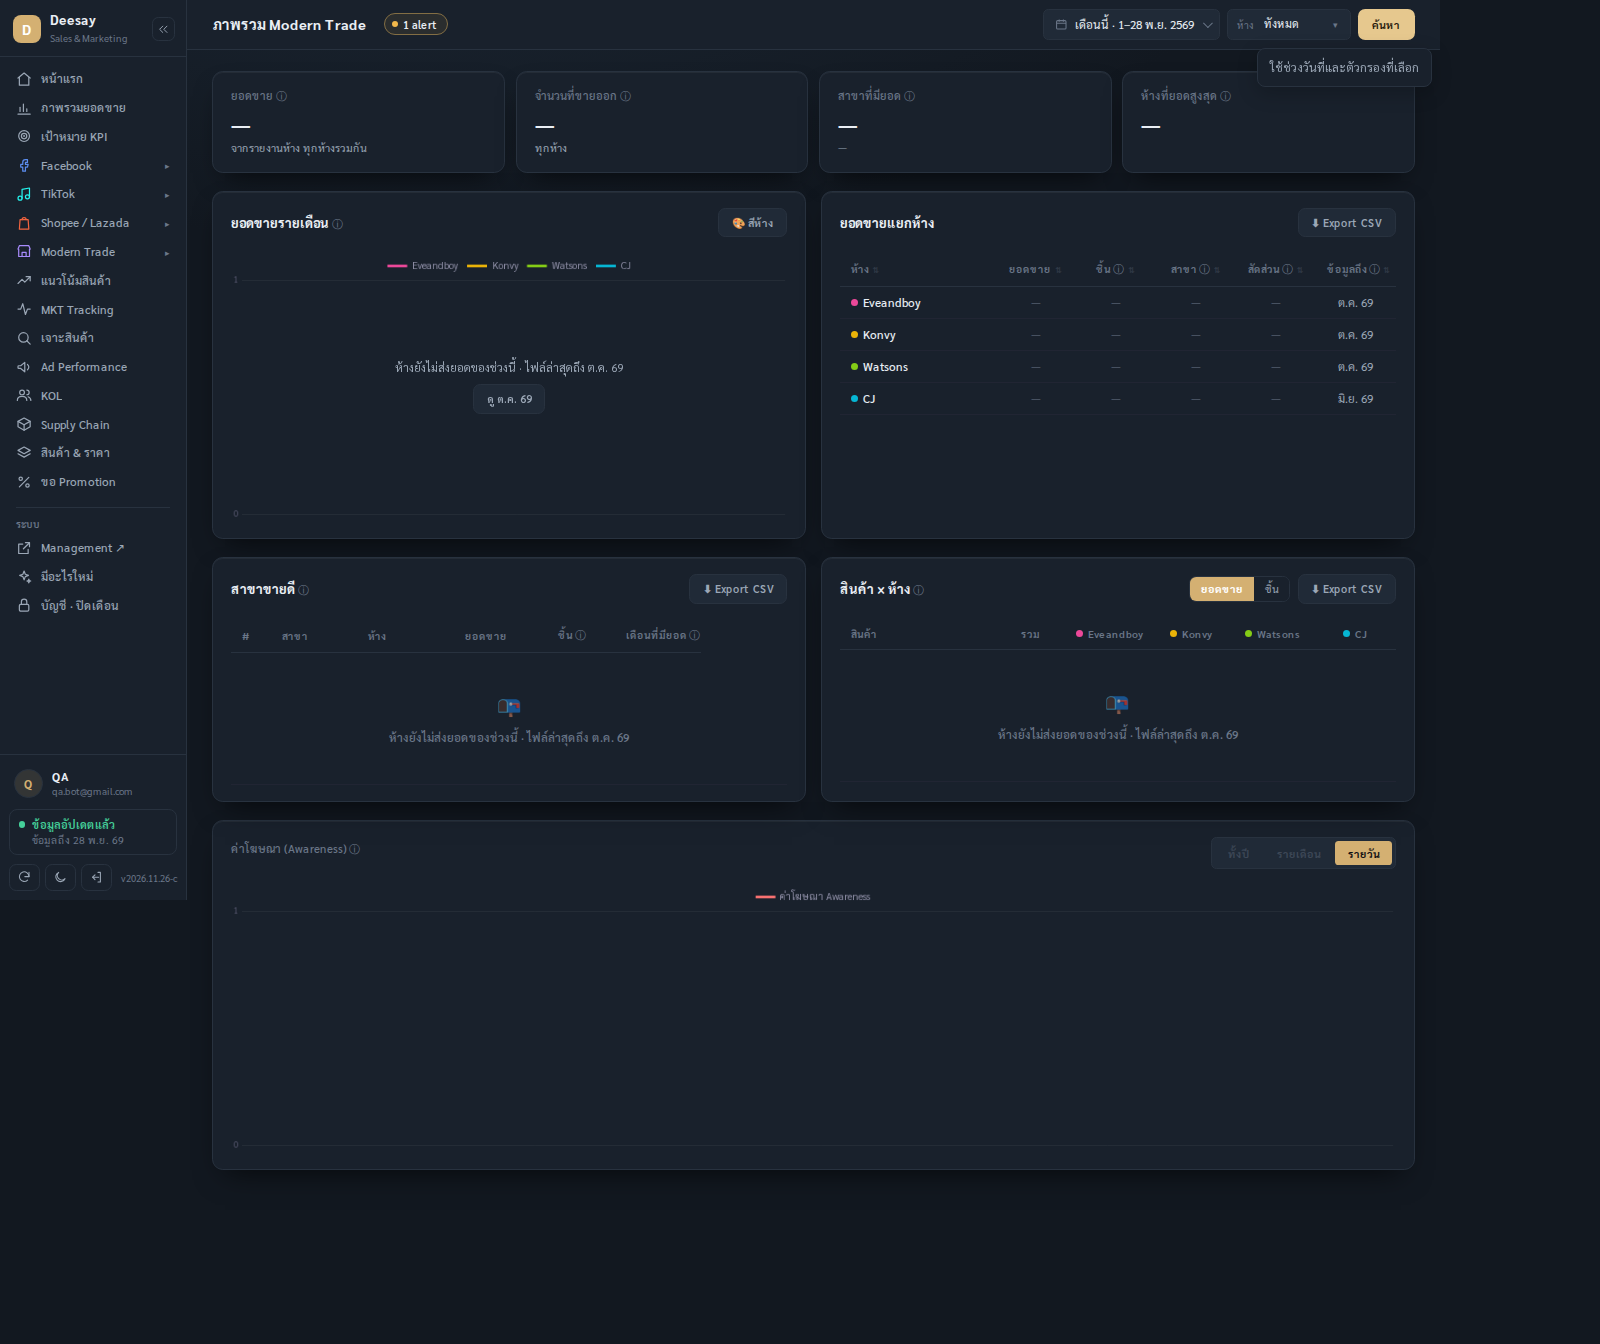 D Deesay
Sales & Marketing
หน้าแรก
ภาพรวมยอดขาย
เป้าหมาย KPI
Facebook
TikTok
Shopee / Lazada
Modern Trade
แนวโน้มสินค้า
MKT Tracking
เจาะสินค้า
Ad Performance
KOL
Supply Chain
สินค้า & ราคา
ขอ Promotion
ระบบ
Management ↗
มีอะไรใหม่
บัญชี · ปิดเดือน
Q QA
qa.bot@gmail.com
ข้อมูลอัปเดตแล้ว
ข้อมูลถึง 28 พ.ย. 69
v2026.11.26-c
ภาพรวม Modern Trade 1 alert
เดือนนี้ · 1–28 พ.ย. 2569 ห้าง ทั้งหมด ค้นหา
ใช้ช่วงวันที่และตัวกรองที่เลือก
ยอดขาย ⓘ
—
จากรายงานห้าง ทุกห้างรวมกัน
จำนวนที่ขายออก ⓘ
—
ทุกห้าง
สาขาที่มียอด ⓘ
—
—
ห้างที่ยอดสูงสุด ⓘ
—
ยอดขายรายเดือน ⓘ 🎨 สีห้าง
Eveandboy Konvy Watsons CJ
1
ห้างยังไม่ส่งยอดของช่วงนี้ · ไฟล์ล่าสุดถึง ต.ค. 69
ดู ต.ค. 69
0
ยอดขายแยกห้าง ⬇ Export CSV
ห้าง ยอดขาย ชิ้น ⓘ สาขา ⓘ สัดส่วน ⓘ ข้อมูลถึง ⓘ
Eveandboy — — — — ต.ค. 69
Konvy — — — — ต.ค. 69
Watsons — — — — ต.ค. 69
CJ — — — — มิ.ย. 69
สาขาขายดี ⓘ ⬇ Export CSV
# สาขา ห้าง ยอดขาย ชิ้น ⓘ เดือนที่มียอด ⓘ
ห้างยังไม่ส่งยอดของช่วงนี้ · ไฟล์ล่าสุดถึง ต.ค. 69
สินค้า × ห้าง ⓘ ยอดขาย ชิ้น ⬇ Export CSV
สินค้า รวม Eveandboy Konvy Watsons CJ
ห้างยังไม่ส่งยอดของช่วงนี้ · ไฟล์ล่าสุดถึง ต.ค. 69
ค่าโฆษณา (Awareness) ⓘ ทั้งปี รายเดือน รายวัน
ค่าโฆษณา Awareness
1
0